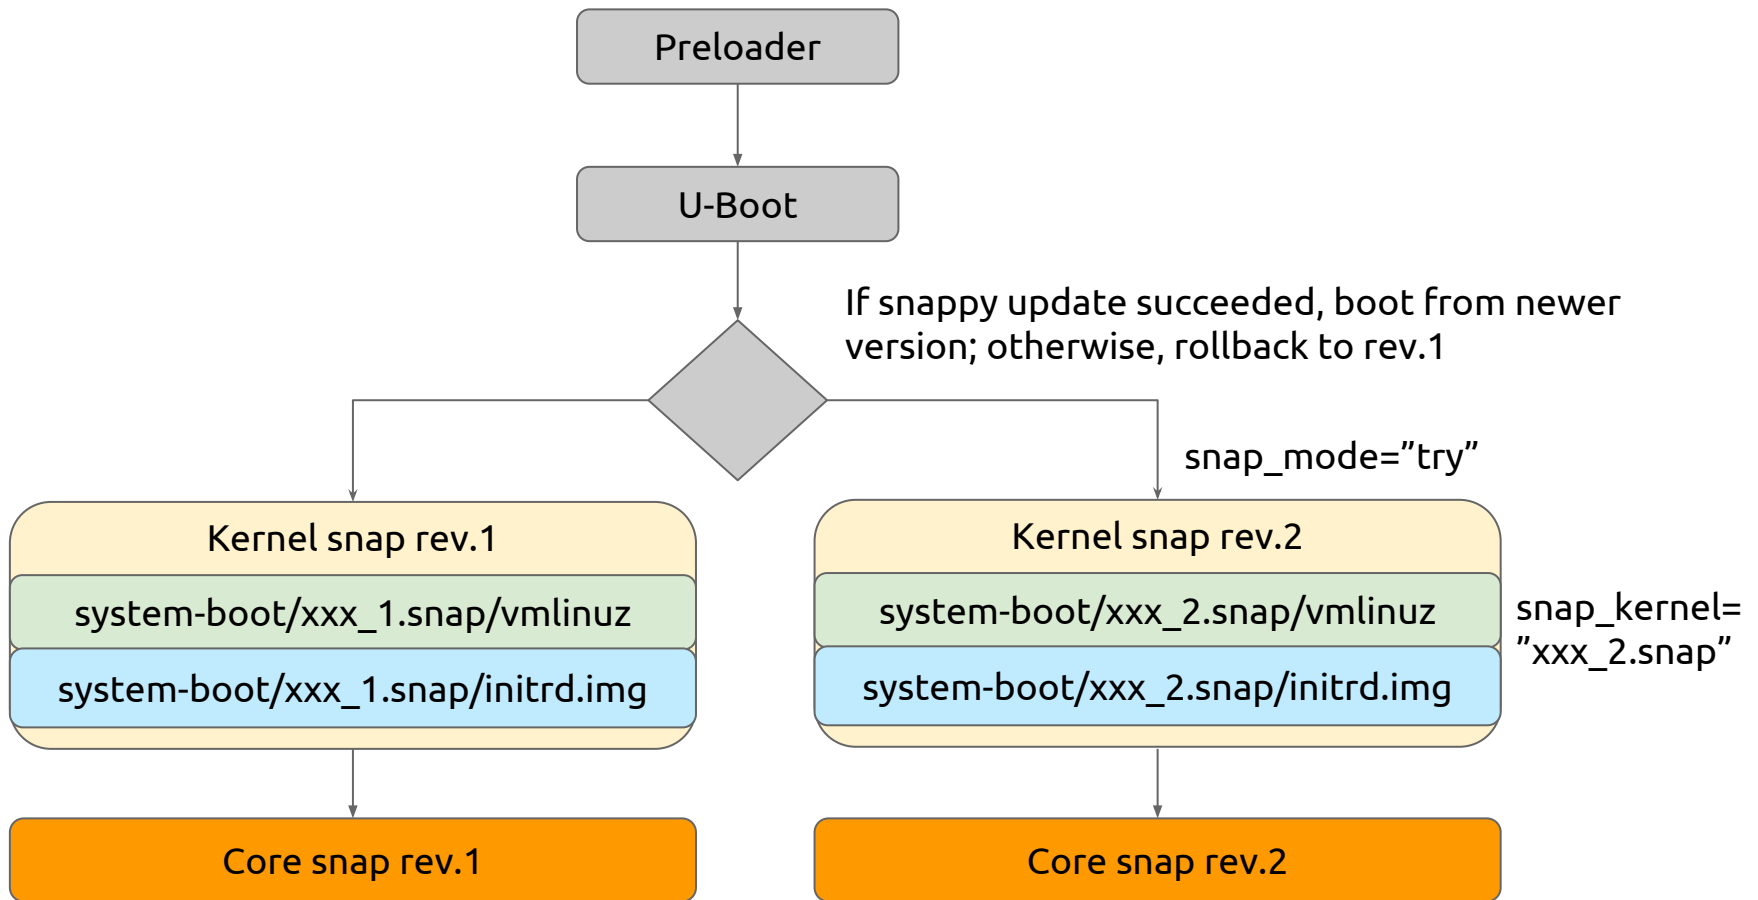 Preloader
U-Boot
If snappy update succeeded, boot from newer
version; otherwise, rollback to rev.1
snap_mode=”try”
Kernel snap rev.1
system-boot/xxx_1.snap/vmlinuz
system-boot/xxx_1.snap/initrd.img
Core snap rev.1
Kernel snap rev.2
system-boot/xxx_2.snap/vmlinuz
system-boot/xxx_2.snap/initrd.img
snap_kernel=
”xxx_2.snap”
Core snap rev.2